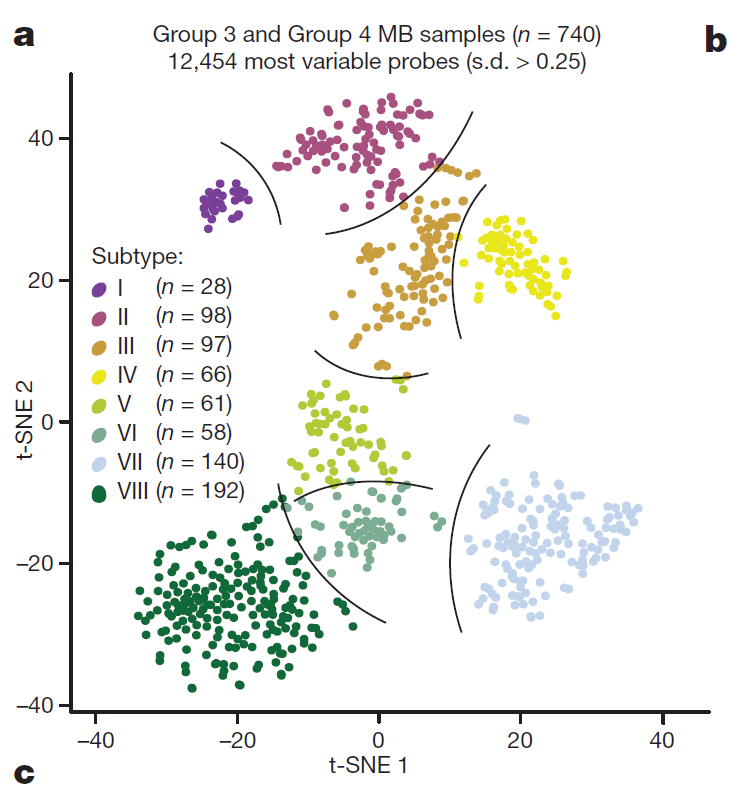 a
b
Group 3 and Group 4 MB samples (n = 740)
12,454 most variable probes (s.d. > 0.25)
40
20
0
–20
–40
t-SNE 2
Subtype:
I (n = 28)
II (n = 98)
III (n = 97)
IV (n = 66)
V (n = 61)
VI (n = 58)
VII (n = 140)
VIII (n = 192)
–40 –20 0 20 40
t-SNE 1
c